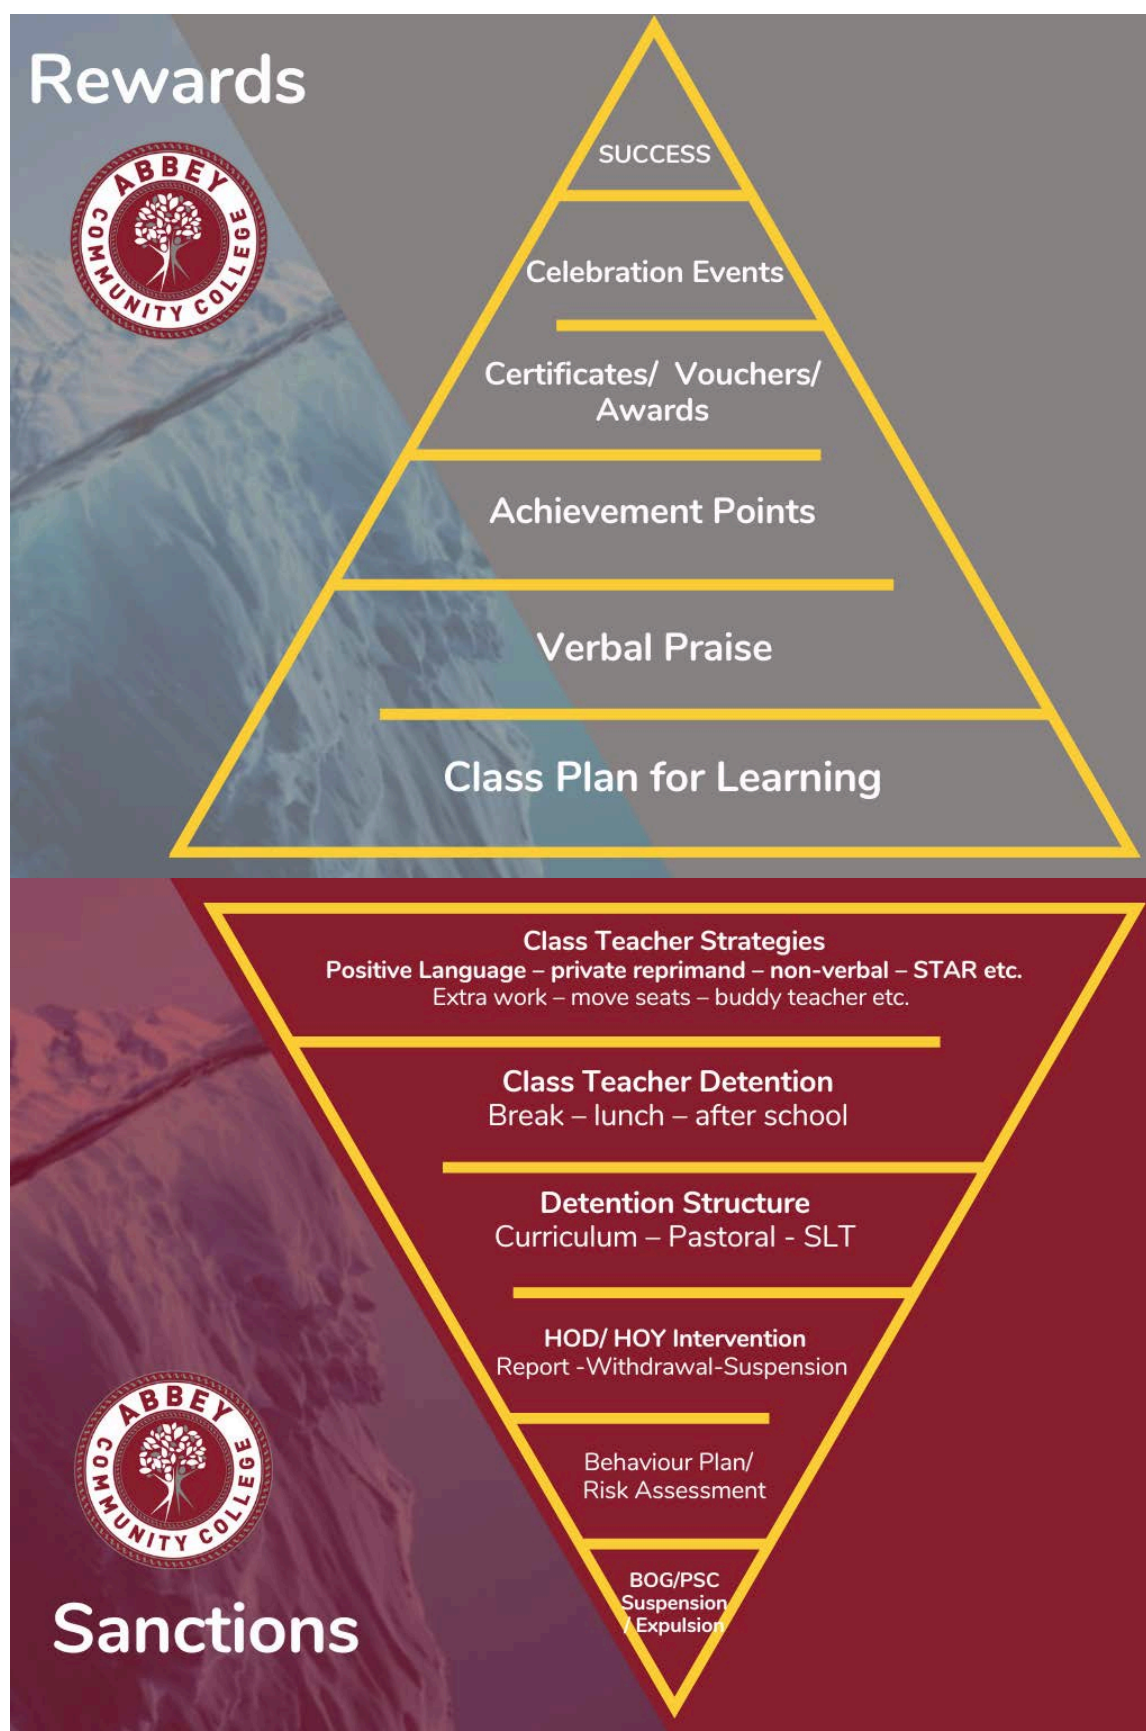 Rewards
ABBEY
COMMUNITY COLLEGE
SUCCESS
Celebration Events
Certificates/ Vouchers/
Awards
Achievement Points
Verbal Praise
Class Plan for Learning
Class Teacher Strategies
Positive Language – private reprimand – non-verbal – STAR etc.
Extra work – move seats – buddy teacher etc.
Class Teacher Detention
Break – lunch – after school
Detention Structure
Curriculum – Pastoral - SLT
HOD/ HOY Intervention
Report -Withdrawal-Suspension
Behaviour Plan/
Risk Assessment
BOG/PSC
Suspension
/ Expulsion
ABBEY
COMMUNITY COLLEGE
Sanctions